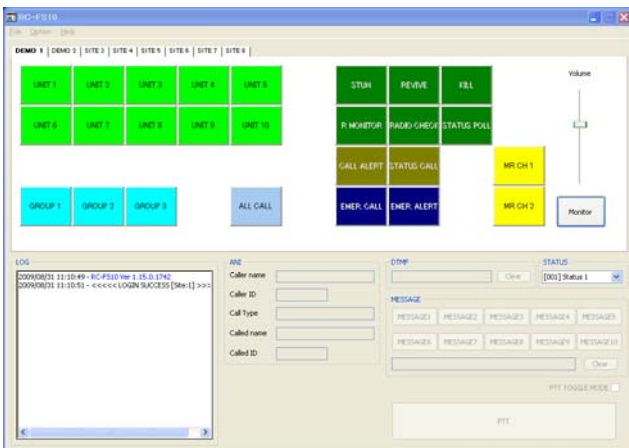 RC-FS10
File Option Help
DEMO 1 DEMO 2 SITE 3 SITE 4 SITE 5 SITE 6 SITE 7 SITE 8
UNIT 1 UNIT 2 UNIT 3 UNIT 4 UNIT 5
UNIT 6 UNIT 7 UNIT 8 UNIT 9 UNIT 10
GROUP 1 GROUP 2 GROUP 3 ALL CALL
STUN REVIVE KILL
R MONITOR RADIO CHECK STATUS POLL
CALL ALERT STATUS CALL MR CH 1
EMER. CALL EMER. ALERT MR CH 2
Volume
Monitor
LOG
2009/08/31 11:10:49 - RC-FS10 Ver 1.15.0.1742
2009/08/31 11:10:51 - <<<<< LOGIN SUCCESS [Site:1] >>>
ANI
Caller name
Caller ID
Call Type
Called name
Called ID
DTMF
Clear
STATUS
[001] Status 1
MESSAGE
MESSAGE1 MESSAGE2 MESSAGE3 MESSAGE4 MESSAGE5
MESSAGE6 MESSAGE7 MESSAGE8 MESSAGE9 MESSAGE10
Clear
PTT TOGGLE MODE
PTT